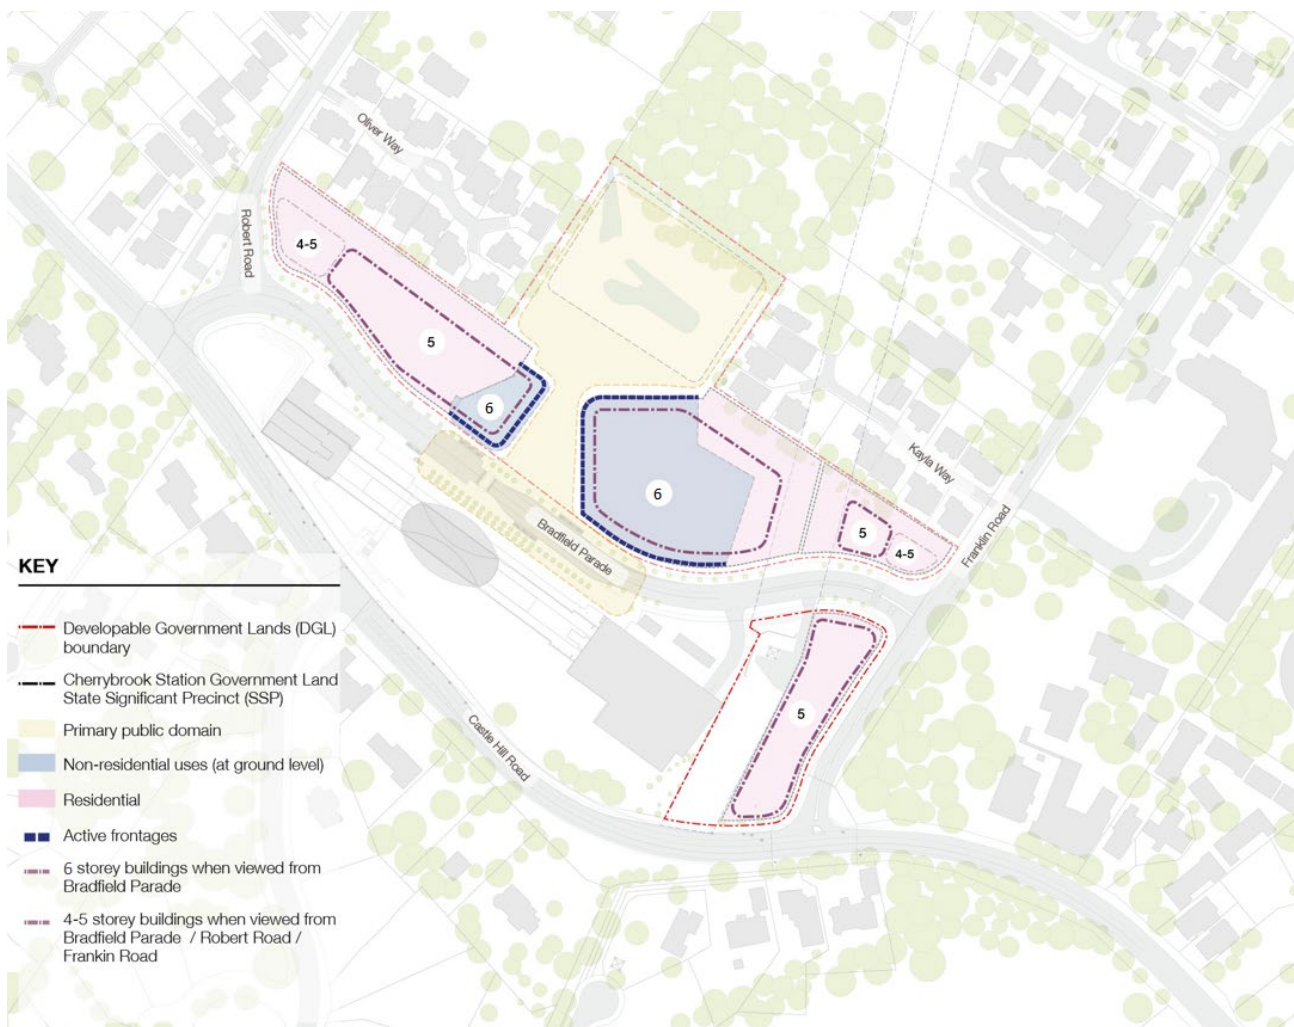 Oliver Way
Robert Road
4-5
5
6
6
Kayla Way
5
4-5
Franklin Road
Bradfield Parade
5
Castle Hill Road
KEY
Developable Government Lands (DGL)
boundary
Cherrybrook Station Government Land
State Significant Precinct (SSP)
Primary public domain
Non-residential uses (at ground level)
Residential
Active frontages
6 storey buildings when viewed from
Bradfield Parade
4-5 storey buildings when viewed from
Bradfield Parade / Robert Road /
Frankin Road